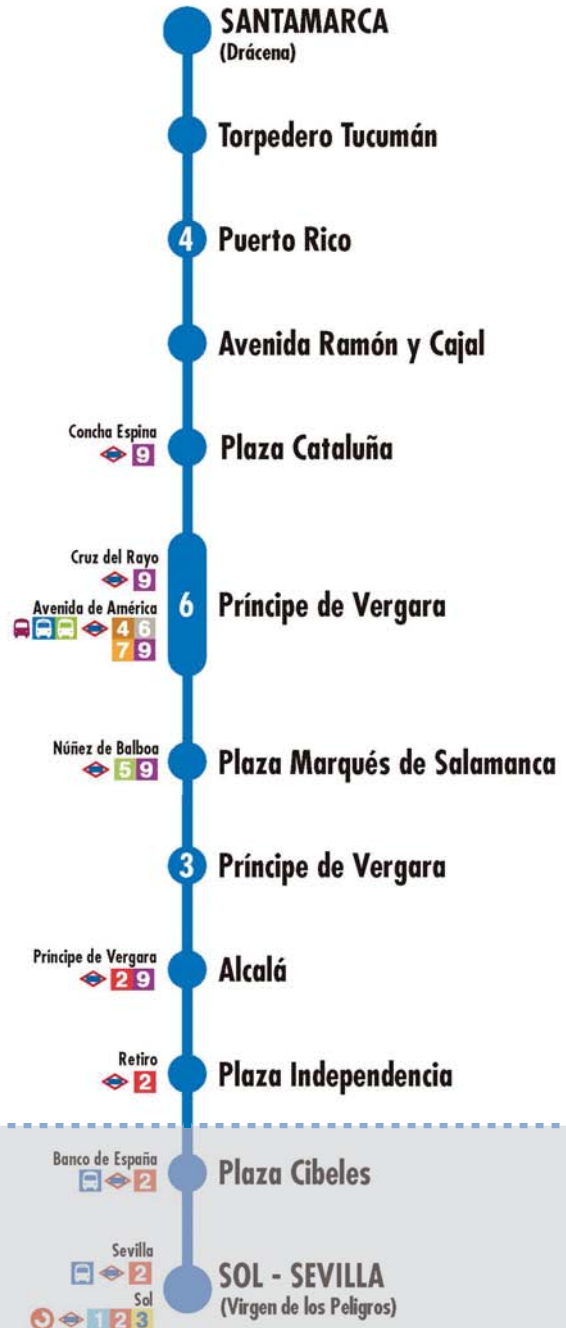 SANTAMARCA
(Drácena)
Torpedero Tucumán
4 Puerto Rico
Avenida Ramón y Cajal
Concha Espina
9
Plaza Cataluña
Cruz del Rayo
9
Avenida de América
4 6
7 9
6 Príncipe de Vergara
Núñez de Balboa
5 9
Plaza Marqués de Salamanca
3 Príncipe de Vergara
Príncipe de Vergara
2 9
Alcalá
Retiro
2
Plaza Independencia
Banco de España
2
Plaza Cibeles
Sevilla
2
Sol
1 2 3
SOL - SEVILLA
(Virgen de los Peligros)